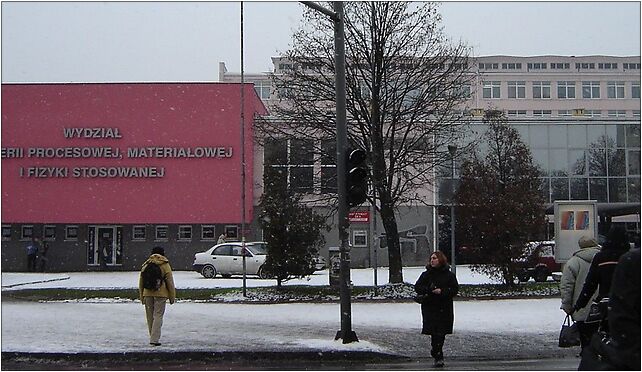 WYDZIAŁ
ERII PROCESOWEJ, MATERIAŁOWEJ
I FIZYKI STOSOWANEJ